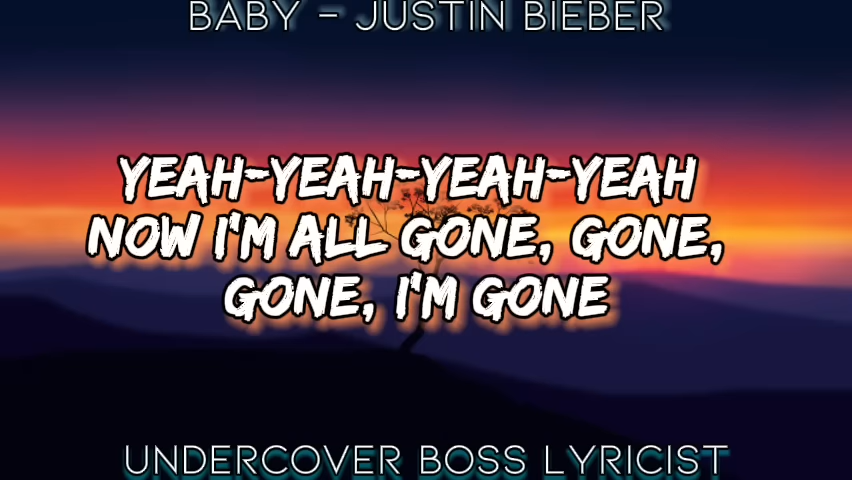 BABY - JUSTIN BIEBER
YEAH-YEAH-YEAH-YEAH
NOW I'M ALL GONE, GONE,
GONE, I'M GONE
UNDERCOVER BOSS LYRICIST